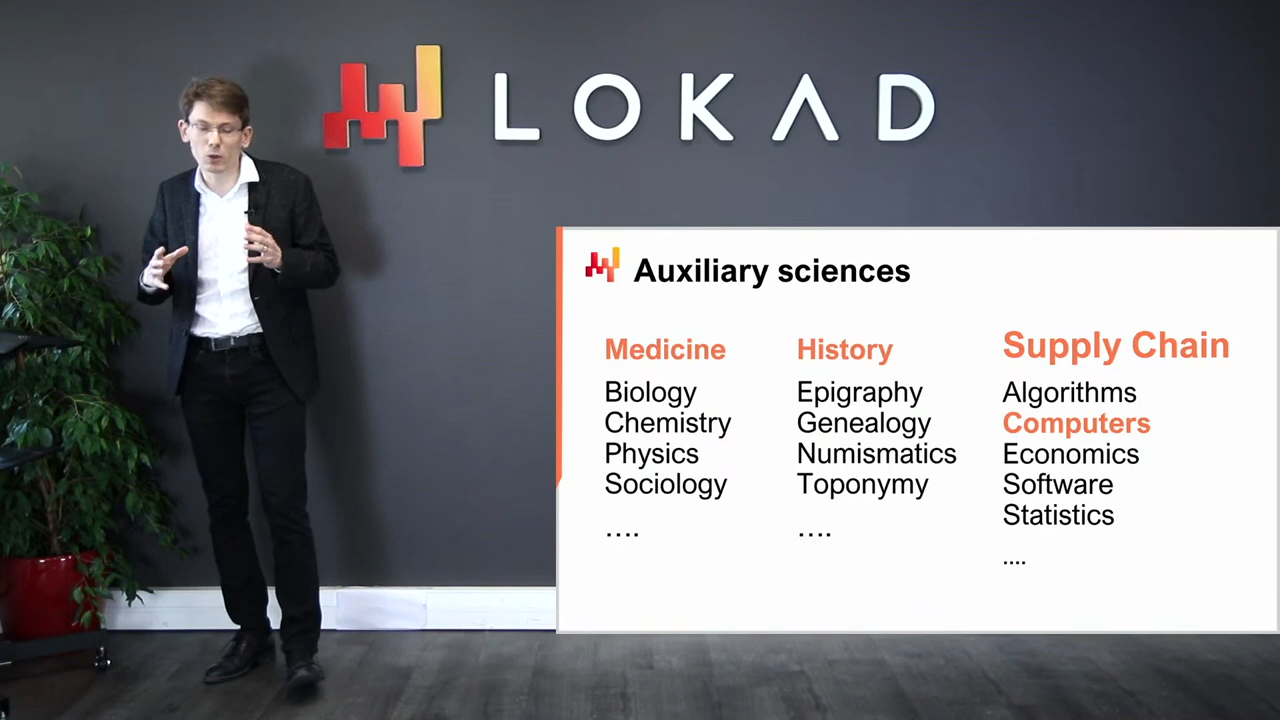 LOKAD
Auxiliary sciences
Medicine
Biology
Chemistry
Physics
Sociology
....
History
Epigraphy
Genealogy
Numismatics
Toponymy
....
Supply Chain
Algorithms
Computers
Economics
Software
Statistics
....